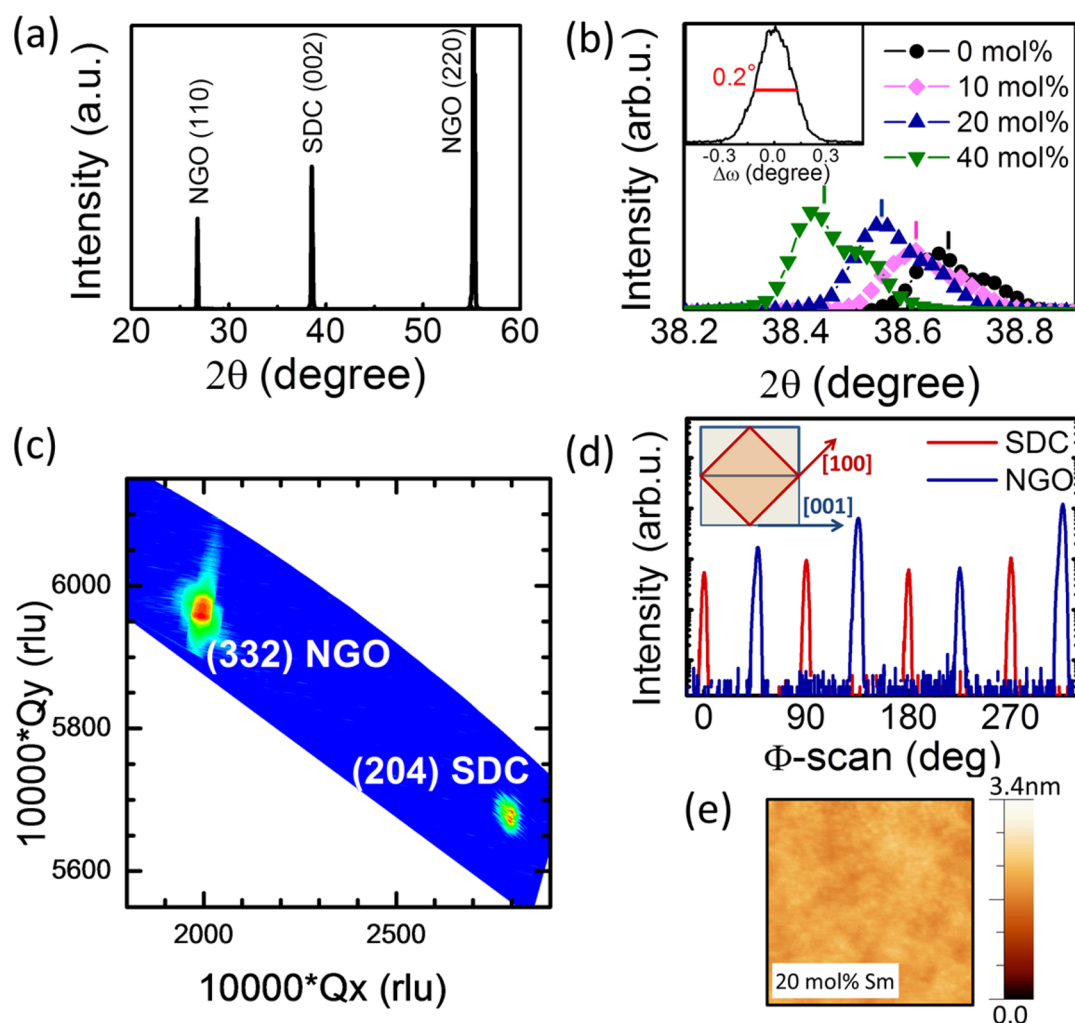 (a)
Intensity (a.u.)
NGO (110)
SDC (002)
NGO (220)
20 30 40 50 60
2θ (degree)
(b)
Intensity (arb.u.)
0.2°
-0.3 0.0 0.3
Δω (degree)
0 mol%
10 mol%
20 mol%
40 mol%
38.2 38.4 38.6 38.8
2θ (degree)
(c)
10000*Qy (rlu)
6000
5800
5600
(332) NGO
(204) SDC
2000 2500
10000*Qx (rlu)
(d)
Intensity (arb.u.)
[100]
[001]
SDC
NGO
0 90 180 270
Φ-scan (deg)
(e)
20 mol% Sm
3.4nm
0.0